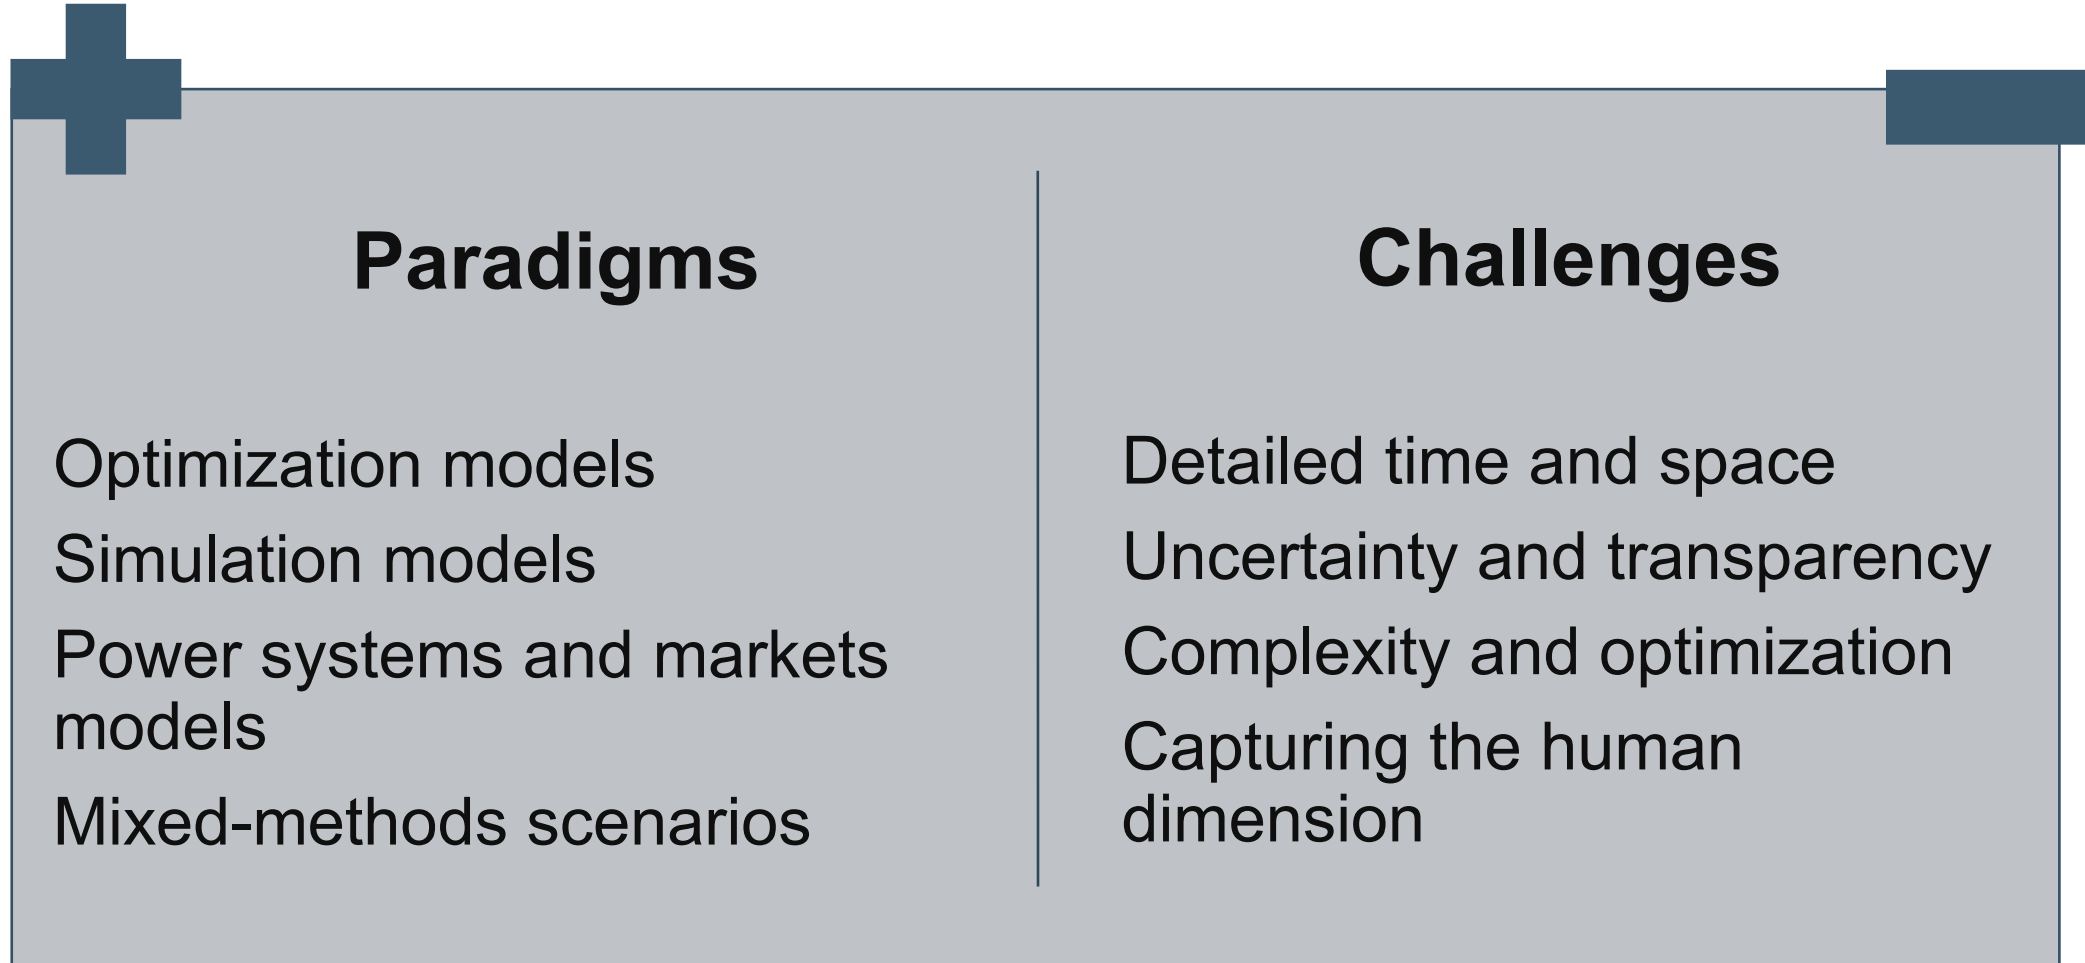 Paradigms
Optimization models
Simulation models
Power systems and markets
models
Mixed-methods scenarios
Challenges
Detailed time and space
Uncertainty and transparency
Complexity and optimization
Capturing the human
dimension